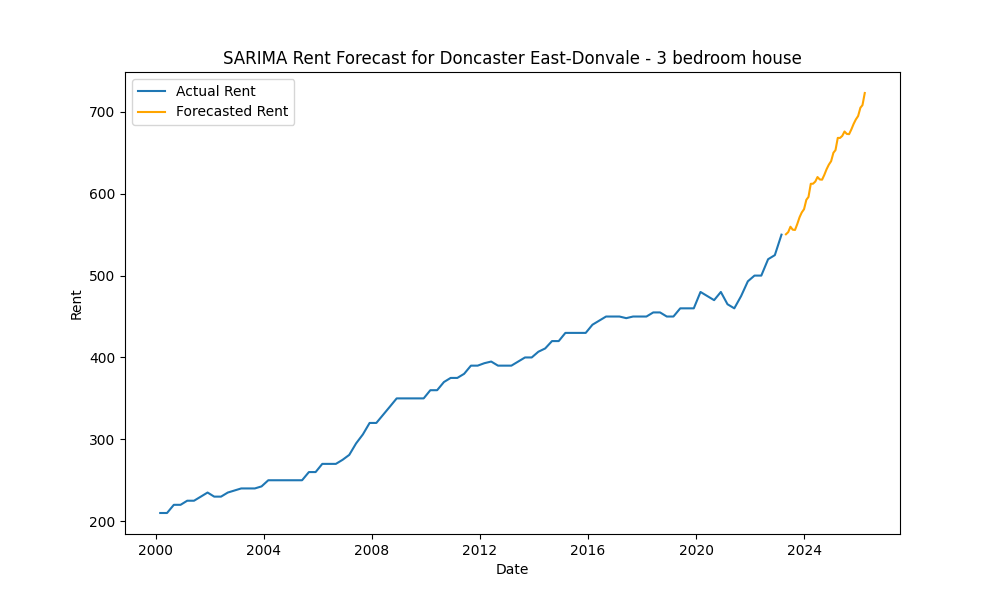 SARIMA Rent Forecast for Doncaster East-Donvale - 3 bedroom house
Actual Rent
Forecasted Rent
700
600
500
400
300
200
Rent
2000 2004 2008 2012 2016 2020 2024
Date